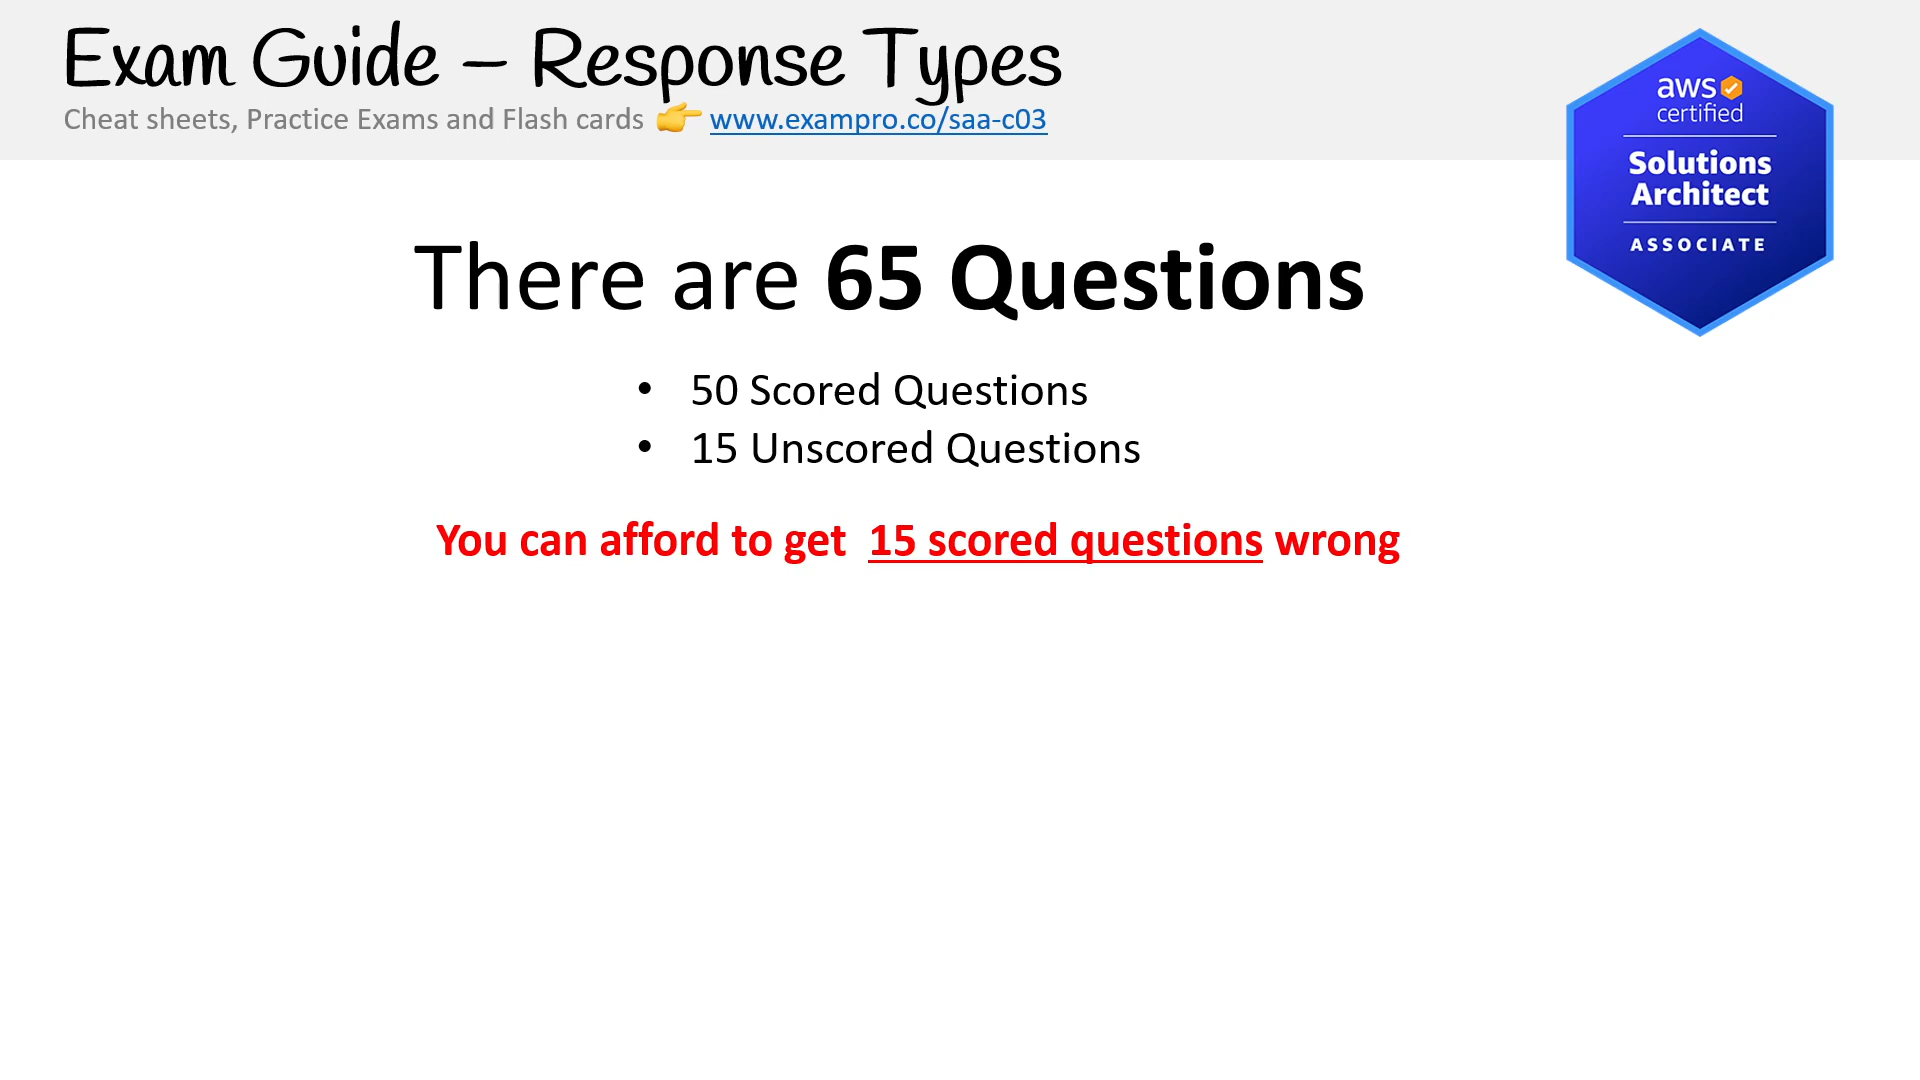 Exam Guide – Response Types
Cheat sheets, Practice Exams and Flash cards 👉 www.exampro.co/saa-c03
aws
certified
Solutions
Architect
ASSOCIATE
There are 65 Questions
• 50 Scored Questions
• 15 Unscored Questions
You can afford to get 15 scored questions wrong